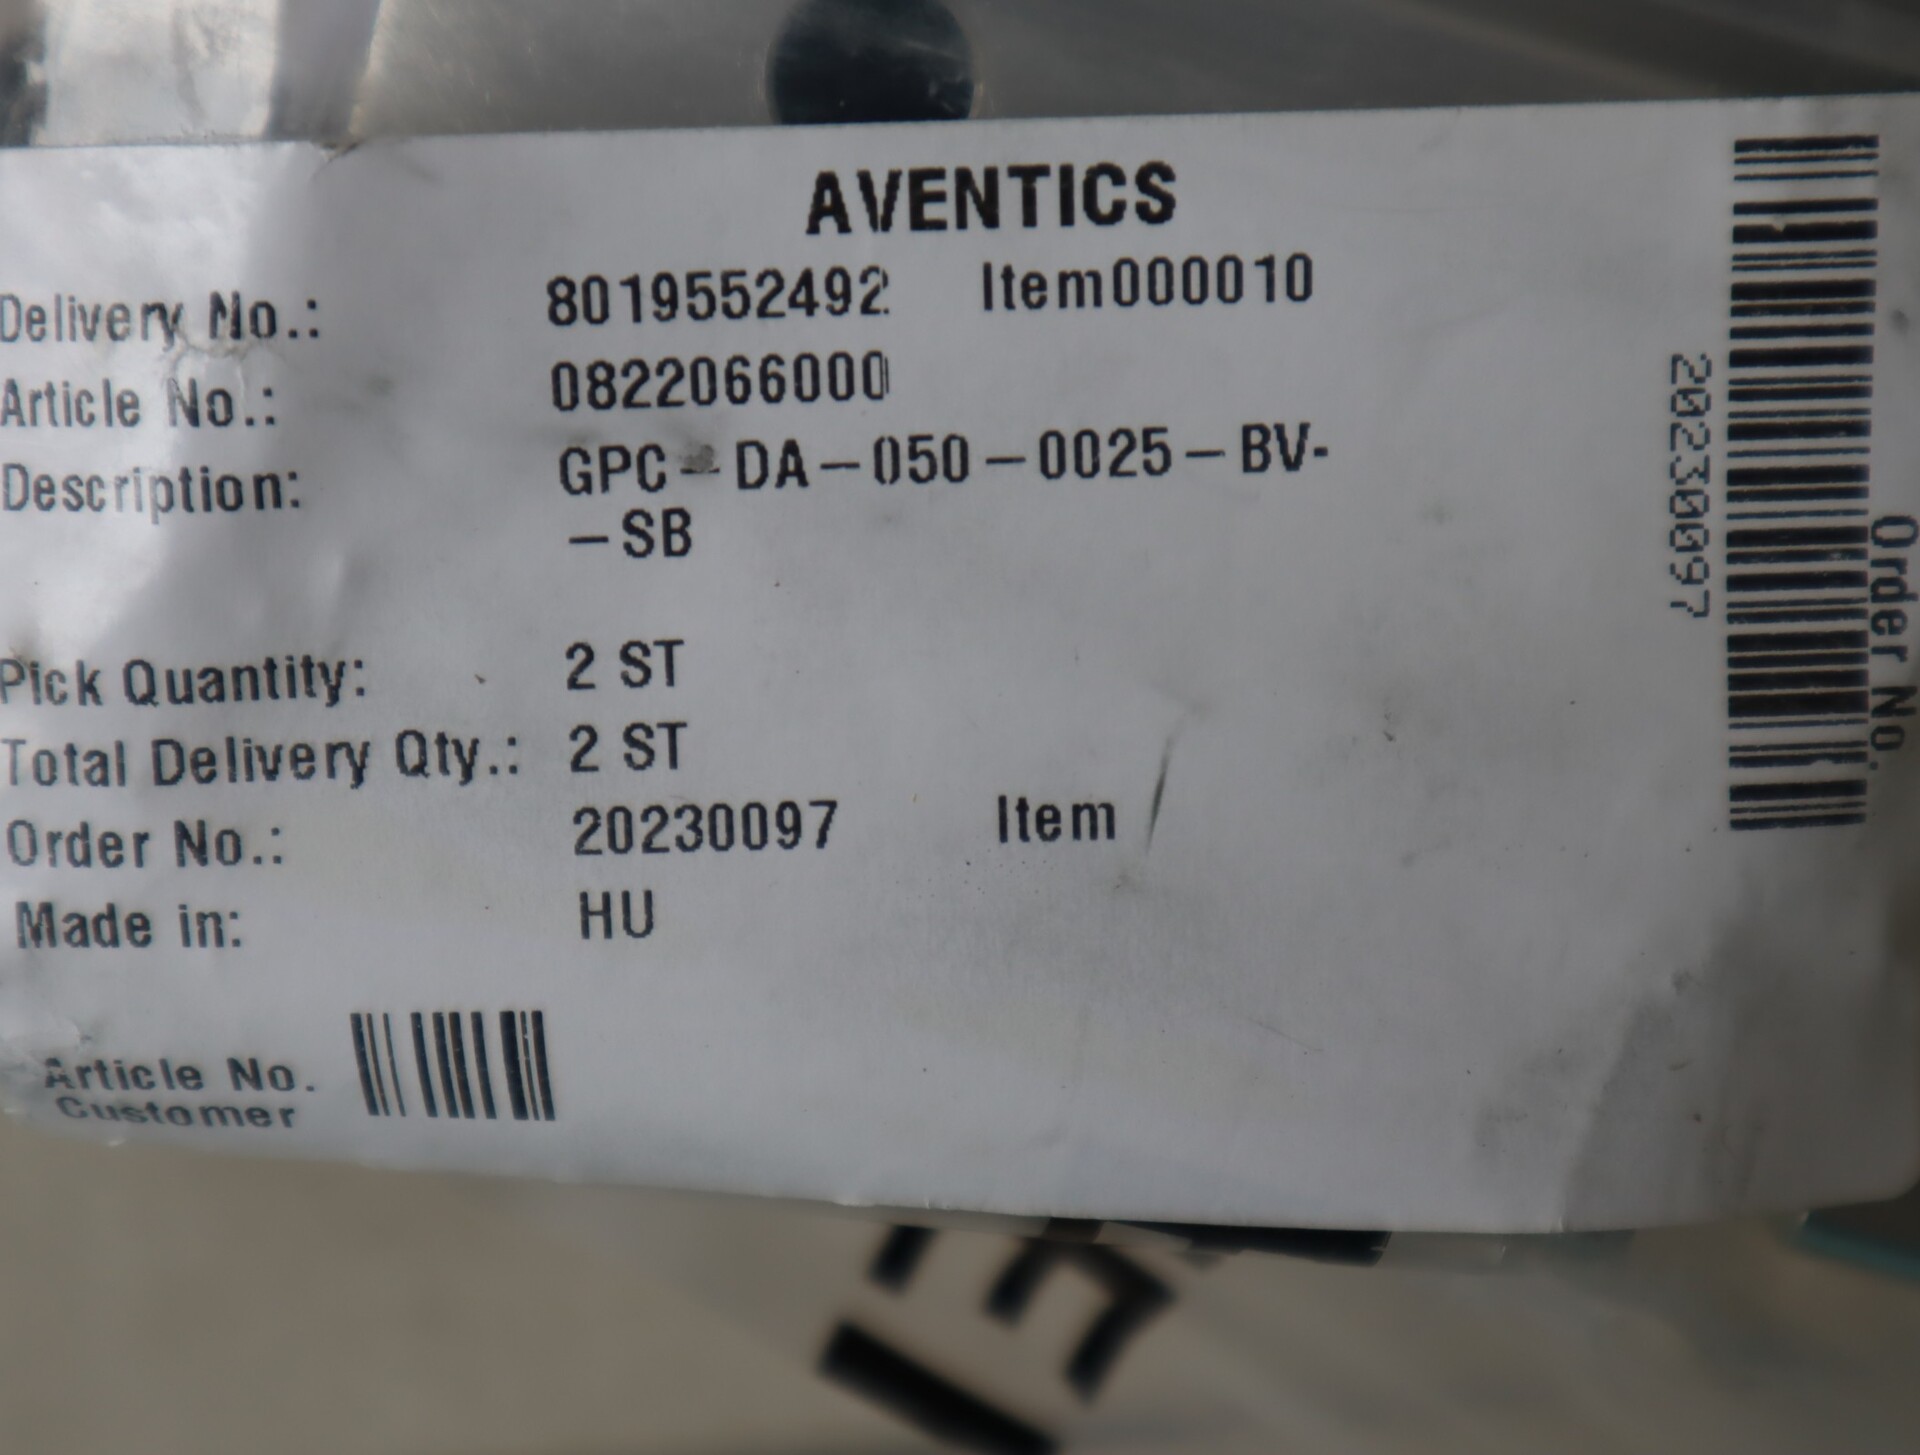 AVENTICS
Delivery No.: 8019552492 Item000010
Article No.: 0822066000
Description: GPC-DA-050-0025-BV-
-SB
Pick Quantity: 2 ST
Total Delivery Qty.: 2 ST
Order No.: 20230097 Item
Made in: HU
Article No.
Customer
20230097
Order No.